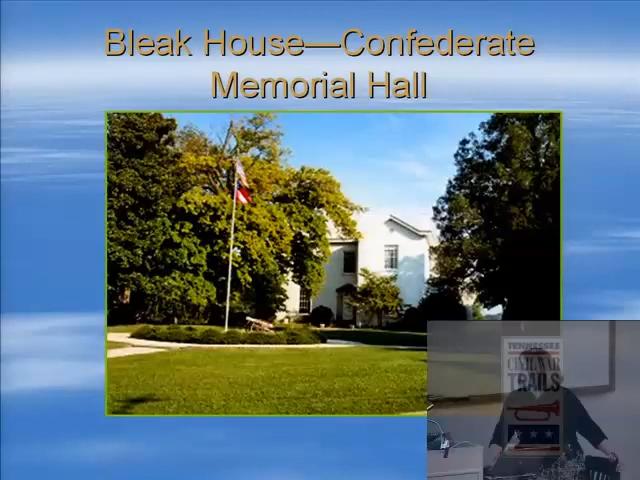 Bleak House—Confederate
Memorial Hall
TENNESSEE
CIVIL WAR
TRAILS